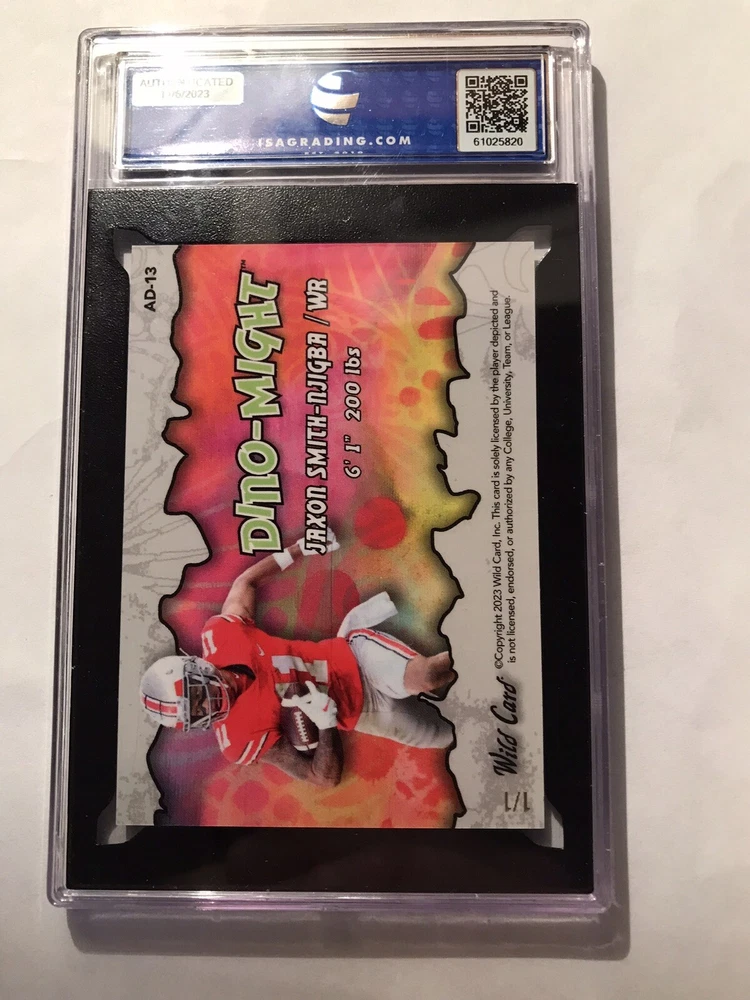 AUTHENTICATED
ISAGRADING.COM
61025820
AD-13
DINO-MIGHT™
JAXON SMITH-NJIGBA / WR
6' 1" 200 lbs
11
©Copyright 2023 Wild Card, Inc. This card is solely licensed by the player depicted and
is not licensed, endorsed, or authorized by any College, University, Team, or League.
Wild Card
1/1